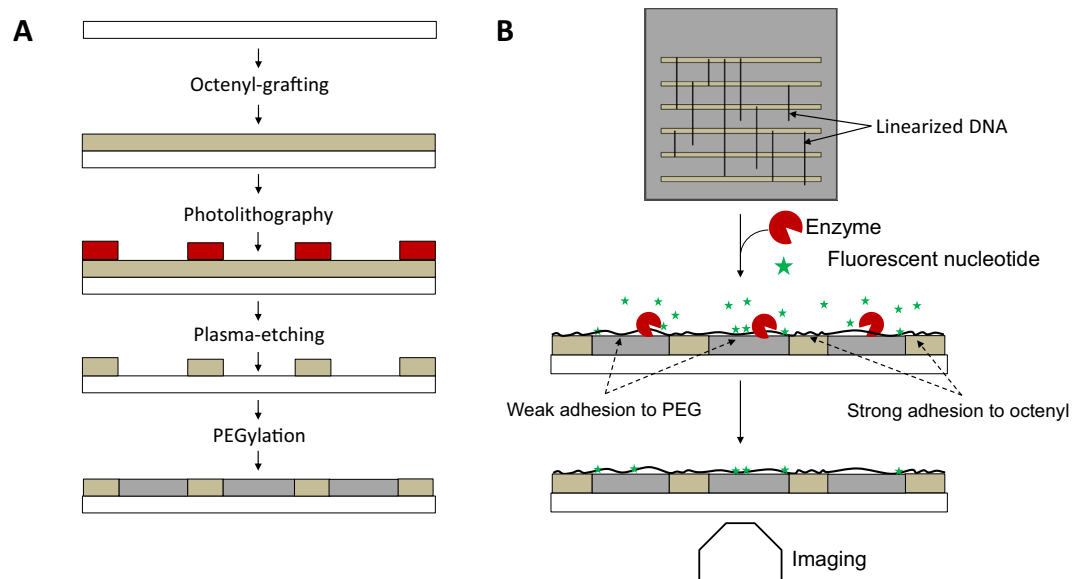 A
Octenyl-grafting
Photolithography
Plasma-etching
PEGylation
B
Linearized DNA
Enzyme
Fluorescent nucleotide
Weak adhesion to PEG
Strong adhesion to octenyl
Imaging